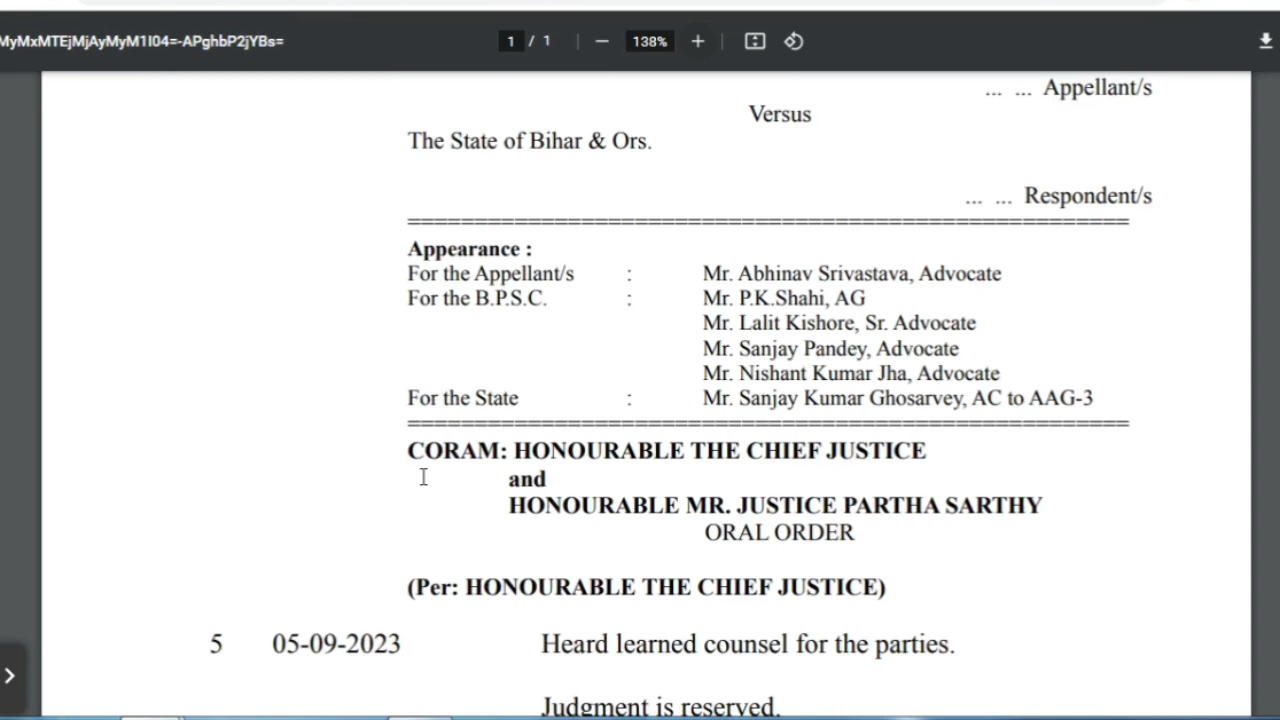 MyMxMTEjMjAyMyM1I04=-APghbP2jYBs=
1 / 1
138%
... ... Appellant/s
Versus
The State of Bihar & Ors.
... ... Respondent/s
======================================================
Appearance :
For the Appellant/s : Mr. Abhinav Srivastava, Advocate
For the B.P.S.C. : Mr. P.K.Shahi, AG
Mr. Lalit Kishore, Sr. Advocate
Mr. Sanjay Pandey, Advocate
Mr. Nishant Kumar Jha, Advocate
For the State : Mr. Sanjay Kumar Ghosarvey, AC to AAG-3
======================================================
CORAM: HONOURABLE THE CHIEF JUSTICE
and
HONOURABLE MR. JUSTICE PARTHA SARTHY
ORAL ORDER
(Per: HONOURABLE THE CHIEF JUSTICE)
5 05-09-2023 Heard learned counsel for the parties.
Judgment is reserved.